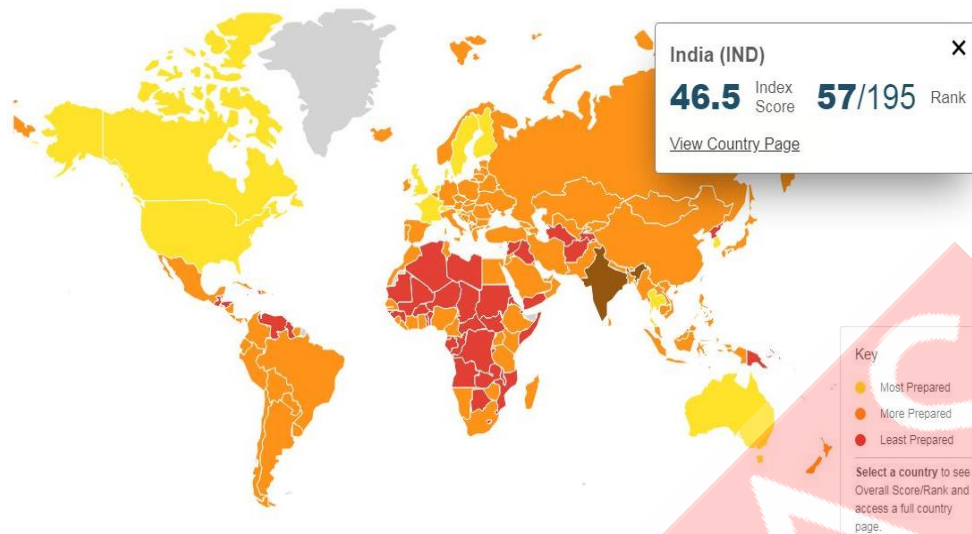 India (IND)
×
46.5 Index Score 57/195 Rank
View Country Page
Key
Most Prepared
More Prepared
Least Prepared
Select a country to see
Overall Score/Rank and
access a full country
page.